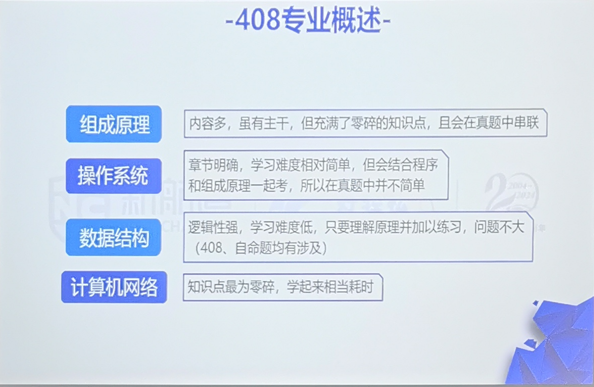 -408专业概述-
组成原理
内容多，虽有主干，但充满了零碎的知识点，且会在真题中串联
操作系统
章节明确，学习难度相对简单，但会结合程序
和组成原理一起考，所以在真题中并不简单
数据结构
逻辑性强，学习难度低，只要理解原理并加以练习，问题不大
（408、自命题均有涉及）
计算机网络
知识点最为零碎，学起来相当耗时